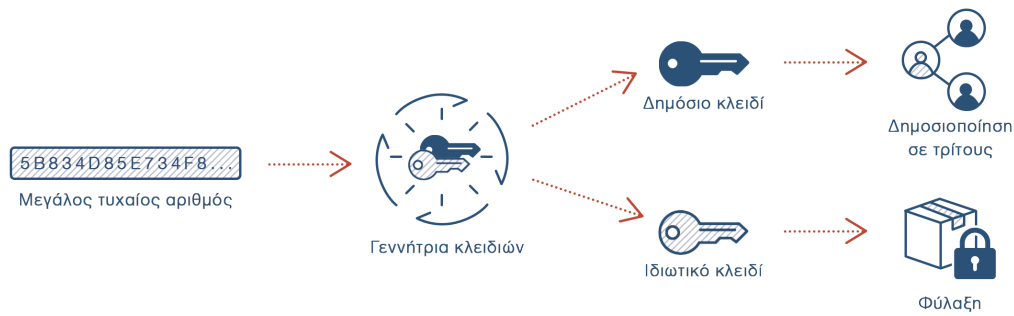 5B834D85E734F8...
Μεγάλος τυχαίος αριθμός
Γεννήτρια κλειδιών
Δημόσιο κλειδί
Δημοσιοποίηση
σε τρίτους
Ιδιωτικό κλειδί
Φύλαξη